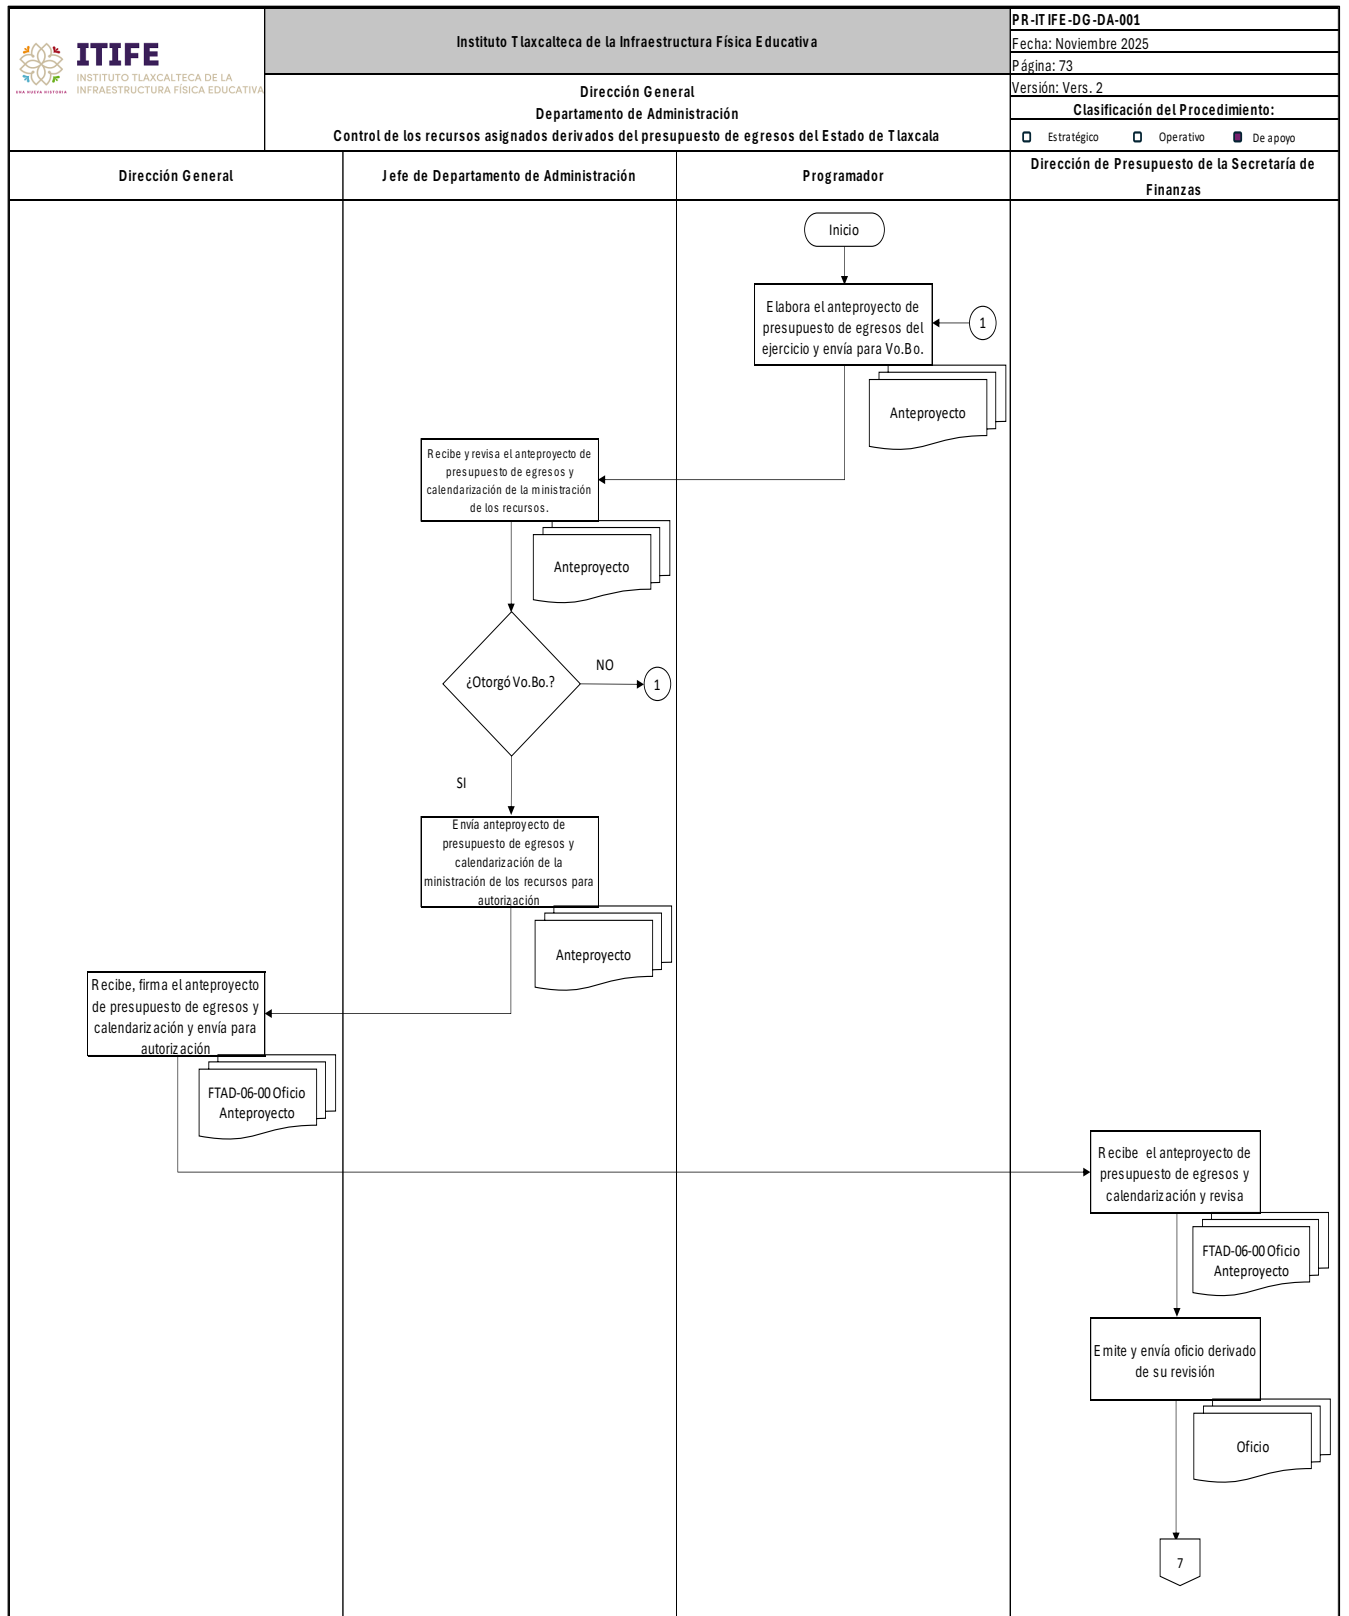 ITIFE
INSTITUTO TLAXCALTECA DE LA
INFRAESTRUCTURA FÍSICA EDUCATIVA
UNA NUEVA HISTORIA
Instituto Tlaxcalteca de la Infraestructura Física Educativa
Dirección General
Departamento de Administración
Control de los recursos asignados derivados del presupuesto de egresos del Estado de Tlaxcala
PR-ITIFE-DG-DA-001
Fecha: Noviembre 2025
Página: 73
Versión: Vers. 2
Clasificación del Procedimiento:
Estratégico Operativo De apoyo
Dirección General
Jefe de Departamento de Administración
Programador
Dirección de Presupuesto de la Secretaría de
Finanzas
Inicio
Elabora el anteproyecto de
presupuesto de egresos del
ejercicio y envía para Vo.Bo.
1
Anteproyecto
Recibe y revisa el anteproyecto de
presupuesto de egresos y
calendarización de la ministración
de los recursos.
Anteproyecto
¿Otorgó Vo.Bo.?
NO
1
SI
Envía anteproyecto de
presupuesto de egresos y
calendarización de la
ministración de los recursos para
autorización
Anteproyecto
Recibe, firma el anteproyecto
de presupuesto de egresos y
calendarización y envía para
autorización
FTAD-06-00 Oficio
Anteproyecto
Recibe el anteproyecto de
presupuesto de egresos y
calendarización y revisa
FTAD-06-00 Oficio
Anteproyecto
Emite y envía oficio derivado
de su revisión
Oficio
7